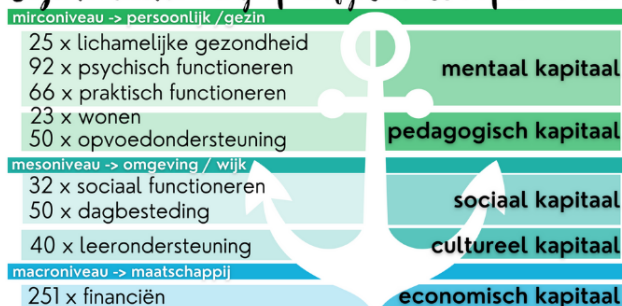 mirconiveau -> persoonlijk /gezin
25 x lichamelijke gezondheid
92 x psychisch functioneren
66 x praktisch functioneren
mentaal kapitaal
23 x wonen
50 x opvoedondersteuning
pedagogisch kapitaal
mesoniveau -> omgeving / wijk
32 x sociaal functioneren
50 x dagbesteding
sociaal kapitaal
40 x leerondersteuning
cultureel kapitaal
macroniveau -> maatschappij
251 x financiën
economisch kapitaal